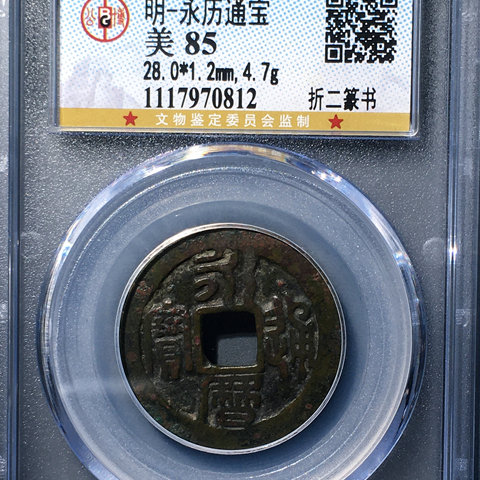 明-永历通宝
美 85
28.0*1.2mm,4.7g
1117970812
折二篆书
★ 文物鉴定委员会监制 ★
永曆通寶